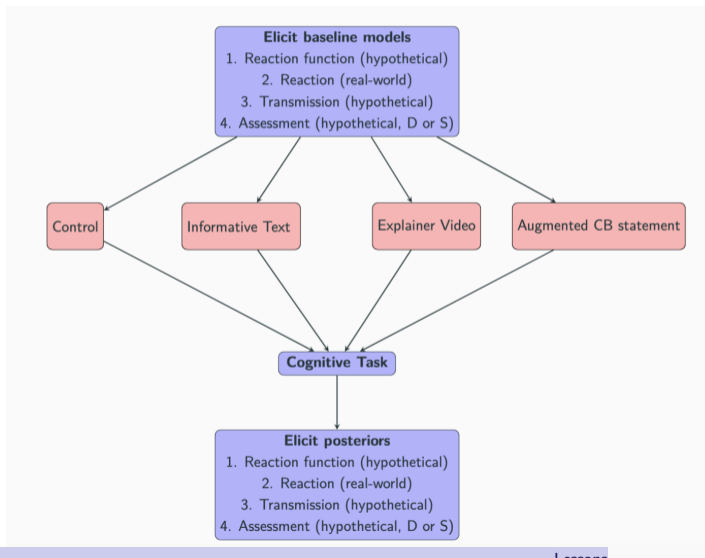 Elicit baseline models
1. Reaction function (hypothetical)
2. Reaction (real-world)
3. Transmission (hypothetical)
4. Assessment (hypothetical, D or S)
Control
Informative Text
Explainer Video
Augmented CB statement
Cognitive Task
Elicit posteriors
1. Reaction function (hypothetical)
2. Reaction (real-world)
3. Transmission (hypothetical)
4. Assessment (hypothetical, D or S)